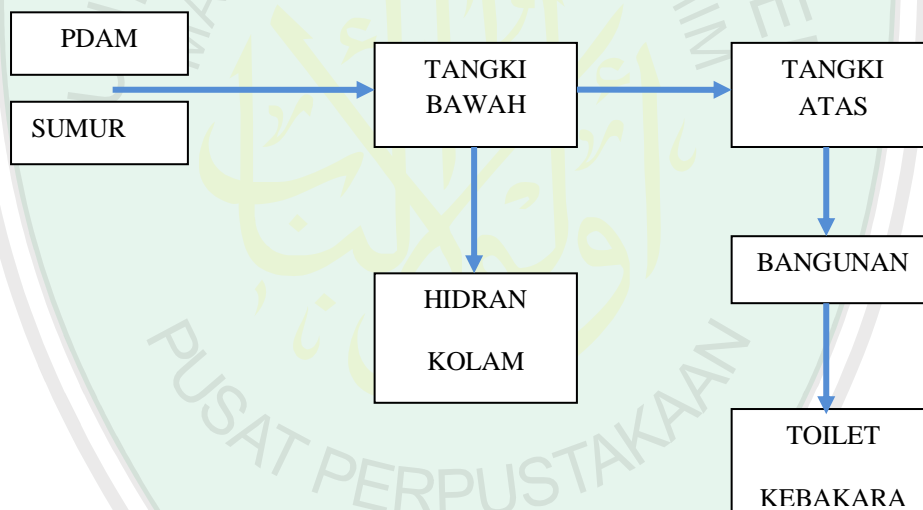 PDAM
SUMUR
TANGKI
BAWAH
TANGKI
ATAS
HIDRAN
KOLAM
BANGUNAN
TOILET
KEBAKARA
PUSAT PERPUSTAKAAN